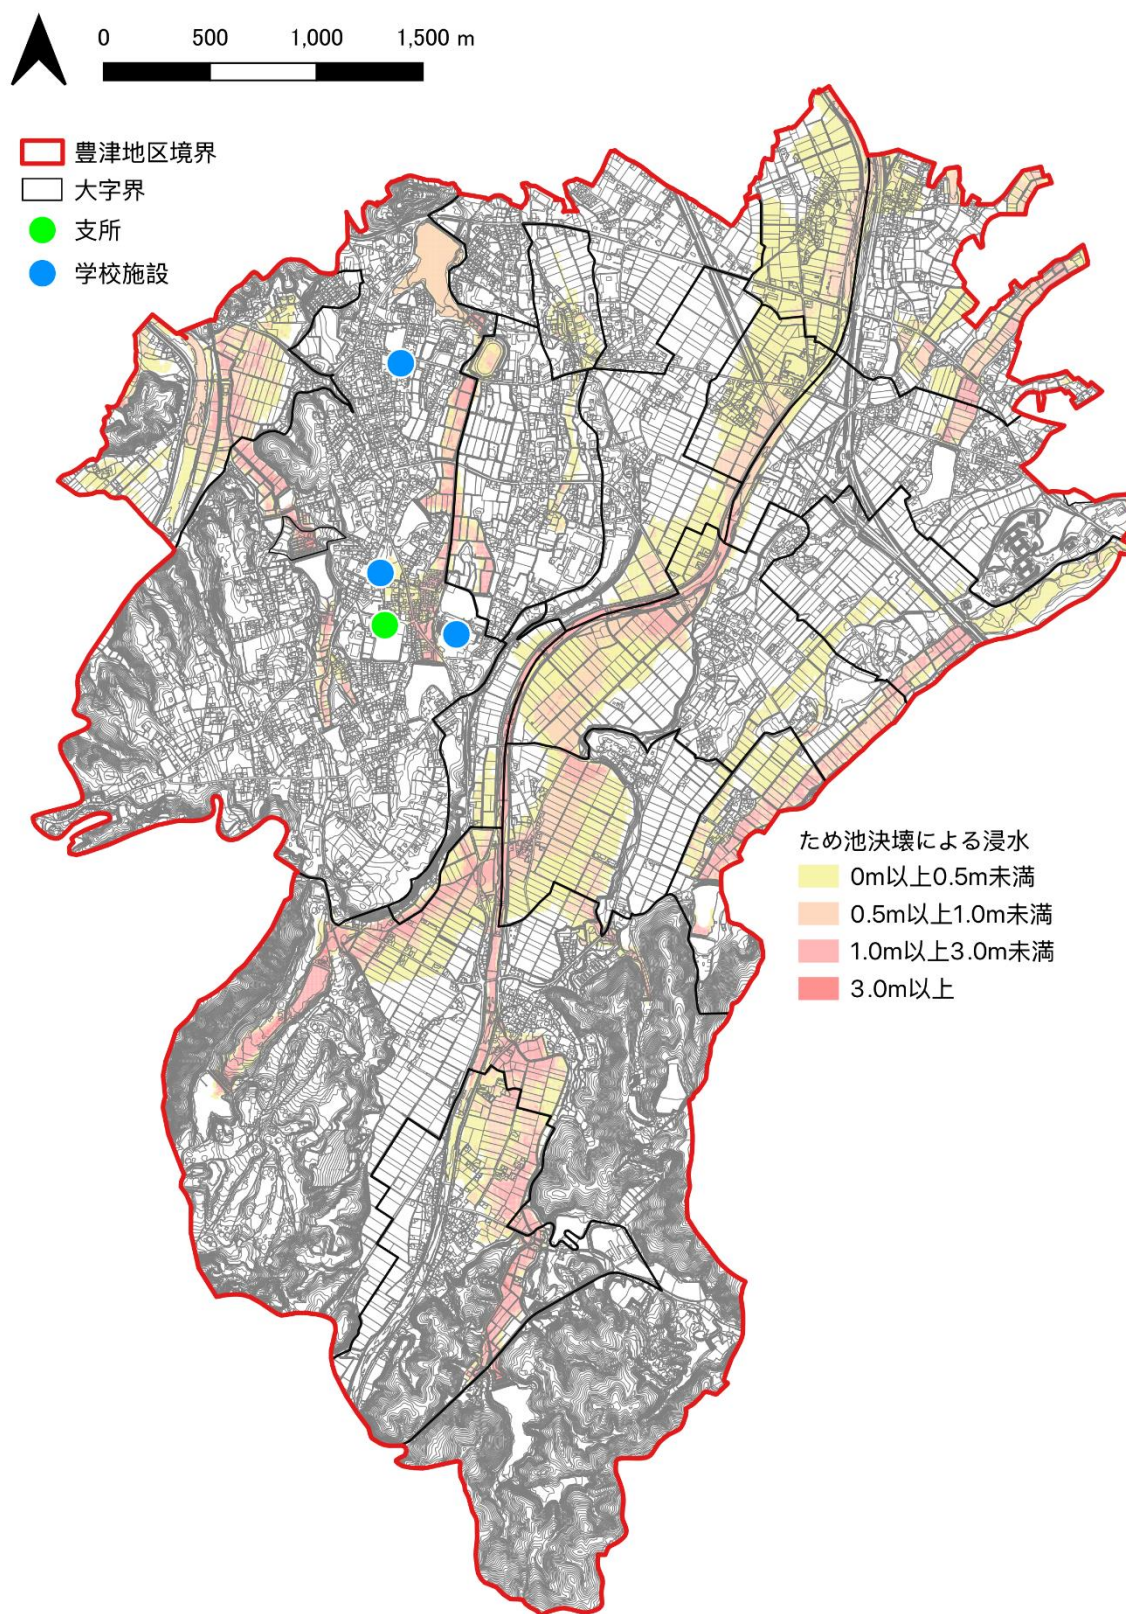 0 500 1,000 1,500 m
豊津地区境界
大字界
支所
学校施設
ため池決壊による浸水
0m以上0.5m未満
0.5m以上1.0m未満
1.0m以上3.0m未満
3.0m以上